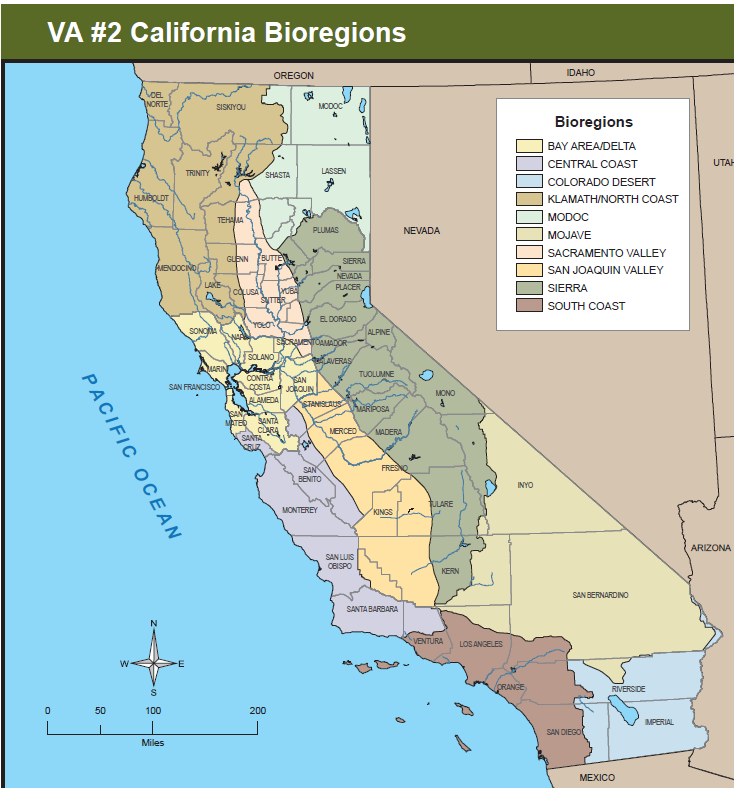 VA #2 California Bioregions
OREGON
IDAHO
DEL
NORTE
SISKIYOU
MODOC
Bioregions
BAY AREA/DELTA
CENTRAL COAST
COLORADO DESERT
KLAMATH/NORTH COAST
MODOC
MOJAVE
SACRAMENTO VALLEY
SAN JOAQUIN VALLEY
SIERRA
SOUTH COAST
UTAH
TRINITY
SHASTA
LASSEN
HUMBOLDT
TEHAMA
PLUMAS
NEVADA
MENDOCINO
GLENN
BUTTE
SIERRA
NEVADA
LAKE
COLUSA
YUBA
PLACER
SUTTER
SONOMA
NAPA
YOLO
EL DORADO
SACRAMENTO
AMADOR
ALPINE
SOLANO
CALAVERAS
MARIN
CONTRA
COSTA
SAN
JOAQUIN
TUOLUMNE
SAN FRANCISCO
ALAMEDA
STANISLAUS
MARIPOSA
MONO
SAN
MATEO
SANTA
CLARA
MERCED
MADERA
SANTA
CRUZ
PACIFIC OCEAN
SAN
BENITO
FRESNO
INYO
MONTEREY
KINGS
TULARE
ARIZONA
SAN LUIS
OBISPO
KERN
SAN BERNARDINO
SANTA BARBARA
VENTURA
LOS ANGELES
ORANGE
RIVERSIDE
SAN DIEGO
IMPERIAL
MEXICO
N
W
E
S
0 50 100 200
Miles